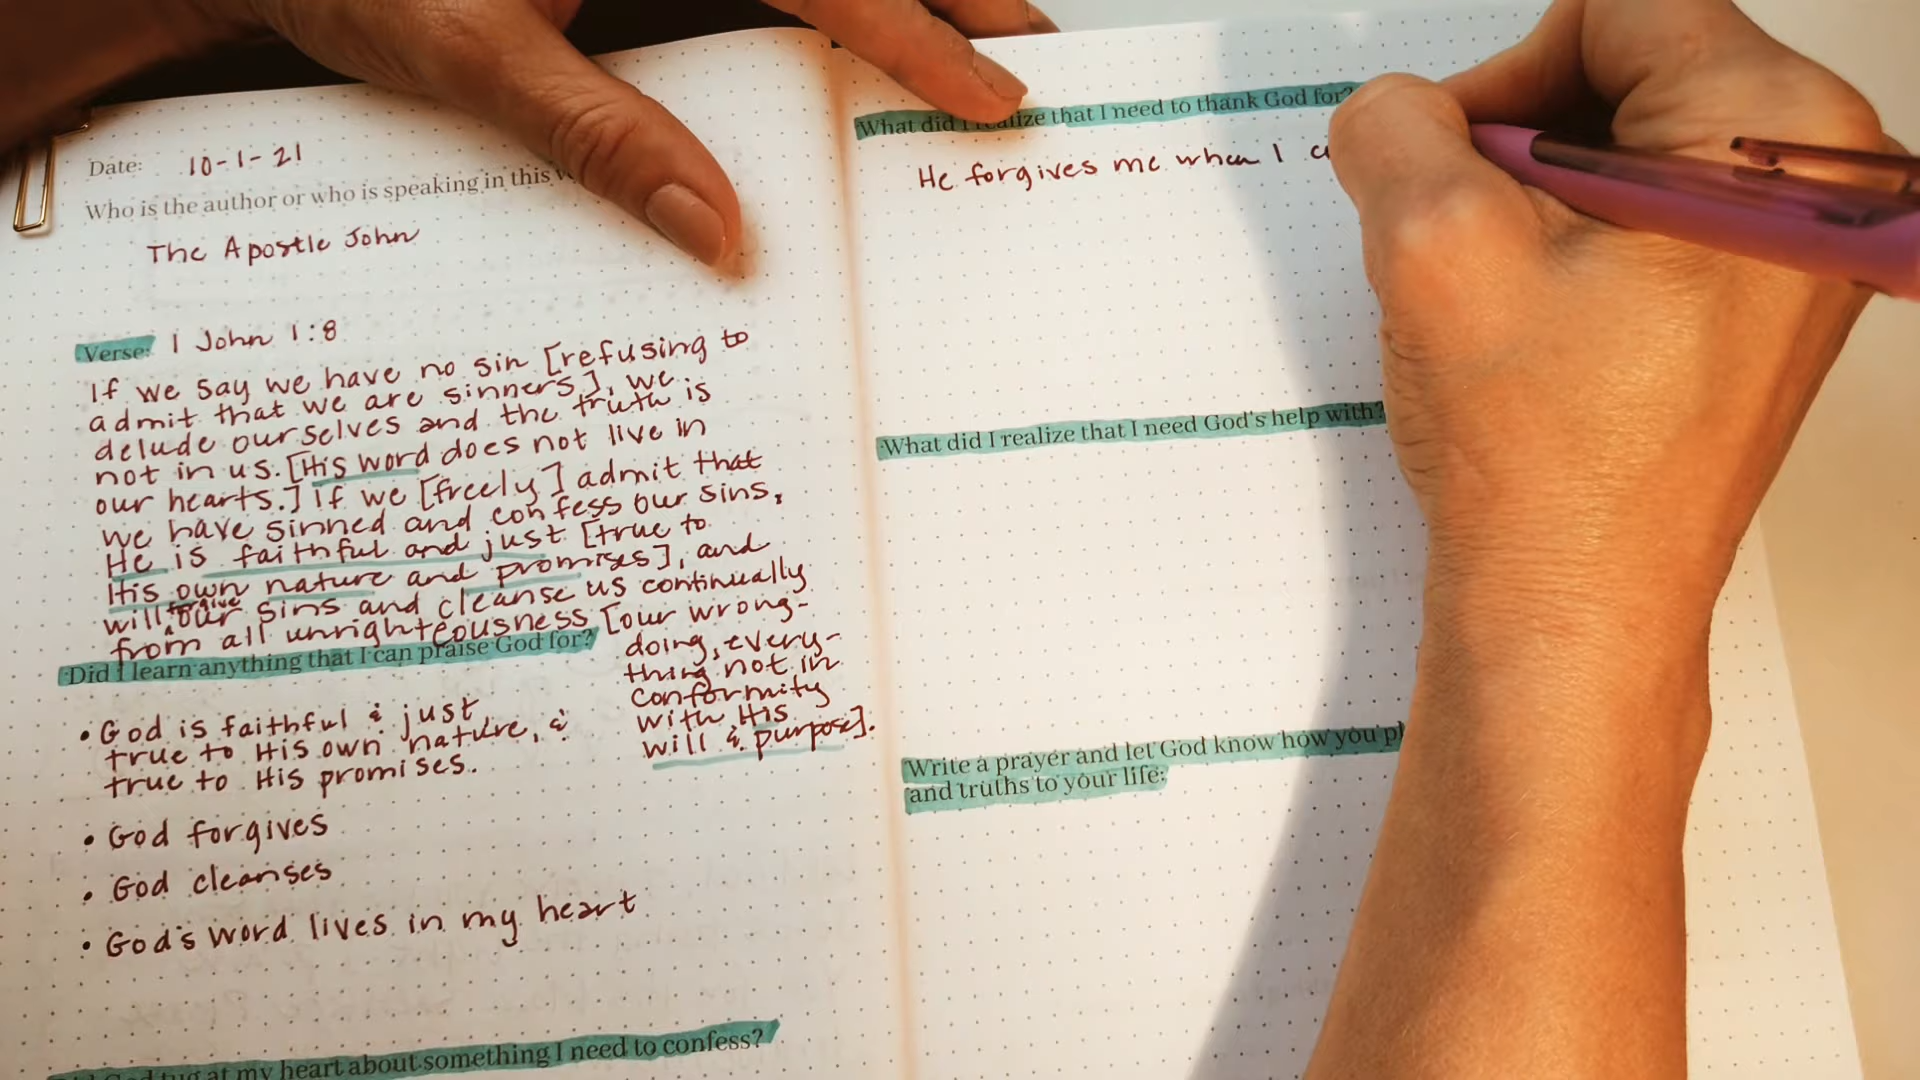 Date: 10-1-21
Who is the author or who is speaking in this
The Apostle John
Verse: 1 John 1:8
If we say we have no sin [refusing to
admit that we are sinners], we
delude ourselves and the truth is
not in us. [His word does not live in
our hearts.] If we [freely] admit that
we have sinned and confess our sins,
He is faithful and just [true to
His own nature and promises], and
will forgive our sins and cleanse us continually
from all unrighteousness [our wrong-
doing, every-
thing not in
conformity
with His
will & purpose].
Did I learn anything that I can praise God for?
• God is faithful & just
true to His own nature, &
true to His promises.
• God forgives
• God cleanses
• God's word lives in my heart
God tug at my heart about something I need to confess?
What did I realize that I need to thank God for?
He forgives me when I
What did I realize that I need God's help with?
Write a prayer and let God know how you
and truths to your life: